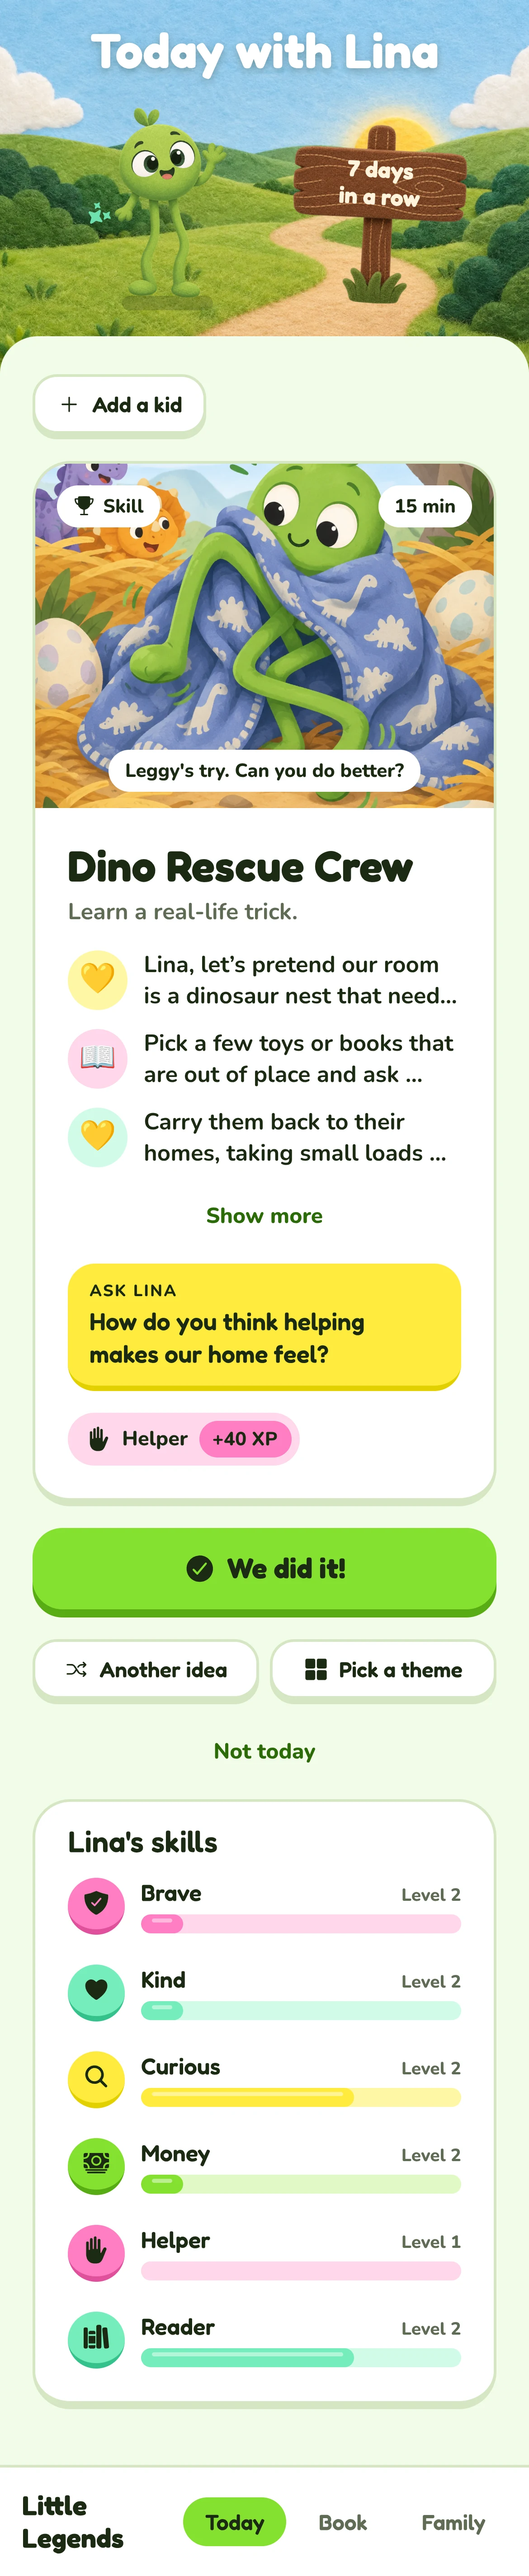 Today with Lina
7 days
in a row
Add a kid
Skill
15 min
Leggy's try. Can you do better?
Dino Rescue Crew
Learn a real-life trick.
Lina, let’s pretend our room
is a dinosaur nest that need...
Pick a few toys or books that
are out of place and ask ...
Carry them back to their
homes, taking small loads ...
Show more
ASK LINA
How do you think helping
makes our home feel?
Helper
+40 XP
We did it!
Another idea
Pick a theme
Not today
Lina's skills
Brave
Level 2
Kind
Level 2
Curious
Level 2
Money
Level 2
Helper
Level 1
Reader
Level 2
Little
Legends
Today
Book
Family